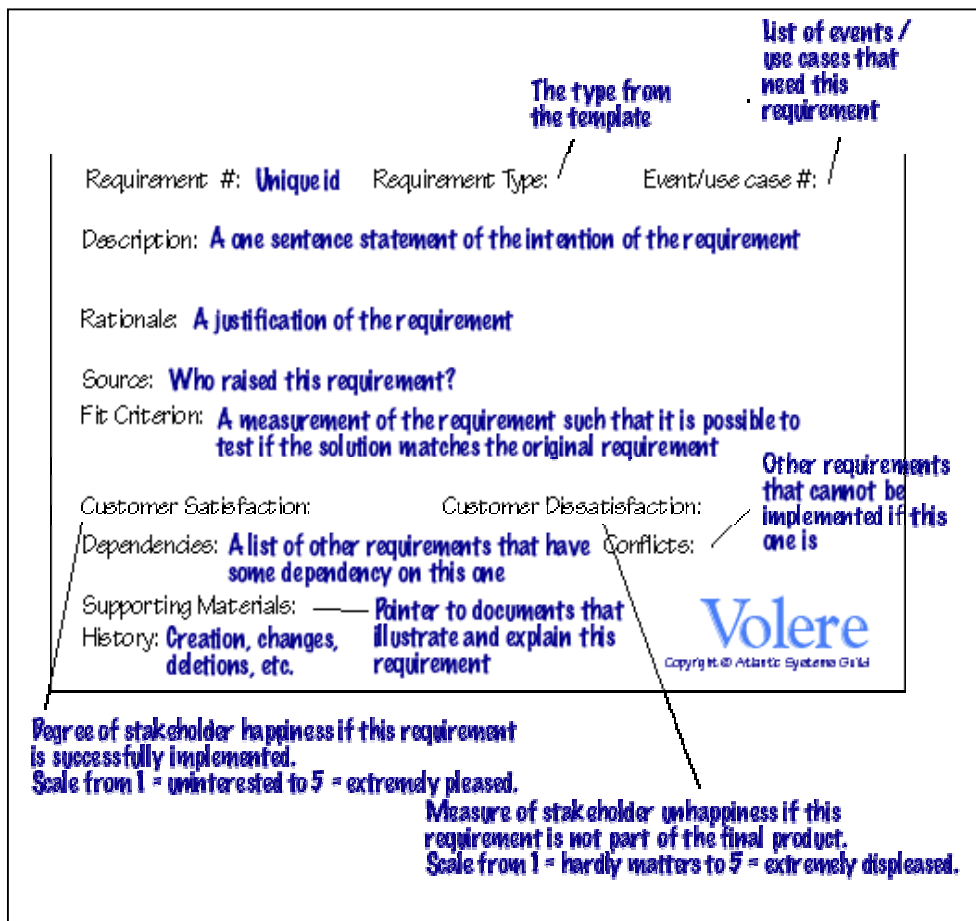 List of events /
use cases that
need this
requirement
The type from
the template
Requirement #: Unique id Requirement Type: Event/use case #:
Description: A one sentence statement of the intention of the requirement
Rationale: A justification of the requirement
Source: Who raised this requirement?
Fit Criterion: A measurement of the requirement such that it is possible to
test if the solution matches the original requirement
Other requirements
that cannot be
implemented if this
one is
Customer Satisfaction: Customer Dissatisfaction:
Dependencies: A list of other requirements that have
some dependency on this one
Conflicts:
Supporting Materials: Pointer to documents that
illustrate and explain this
requirement
History: Creation, changes,
deletions, etc.
Volere
Copyright © Atlantic Systems Guild
Degree of stakeholder happiness if this requirement
is successfully implemented.
Scale from 1 = uninterested to 5 = extremely pleased.
Measure of stakeholder unhappiness if this
requirement is not part of the final product.
Scale from 1 = hardly matters to 5 = extremely displeased.